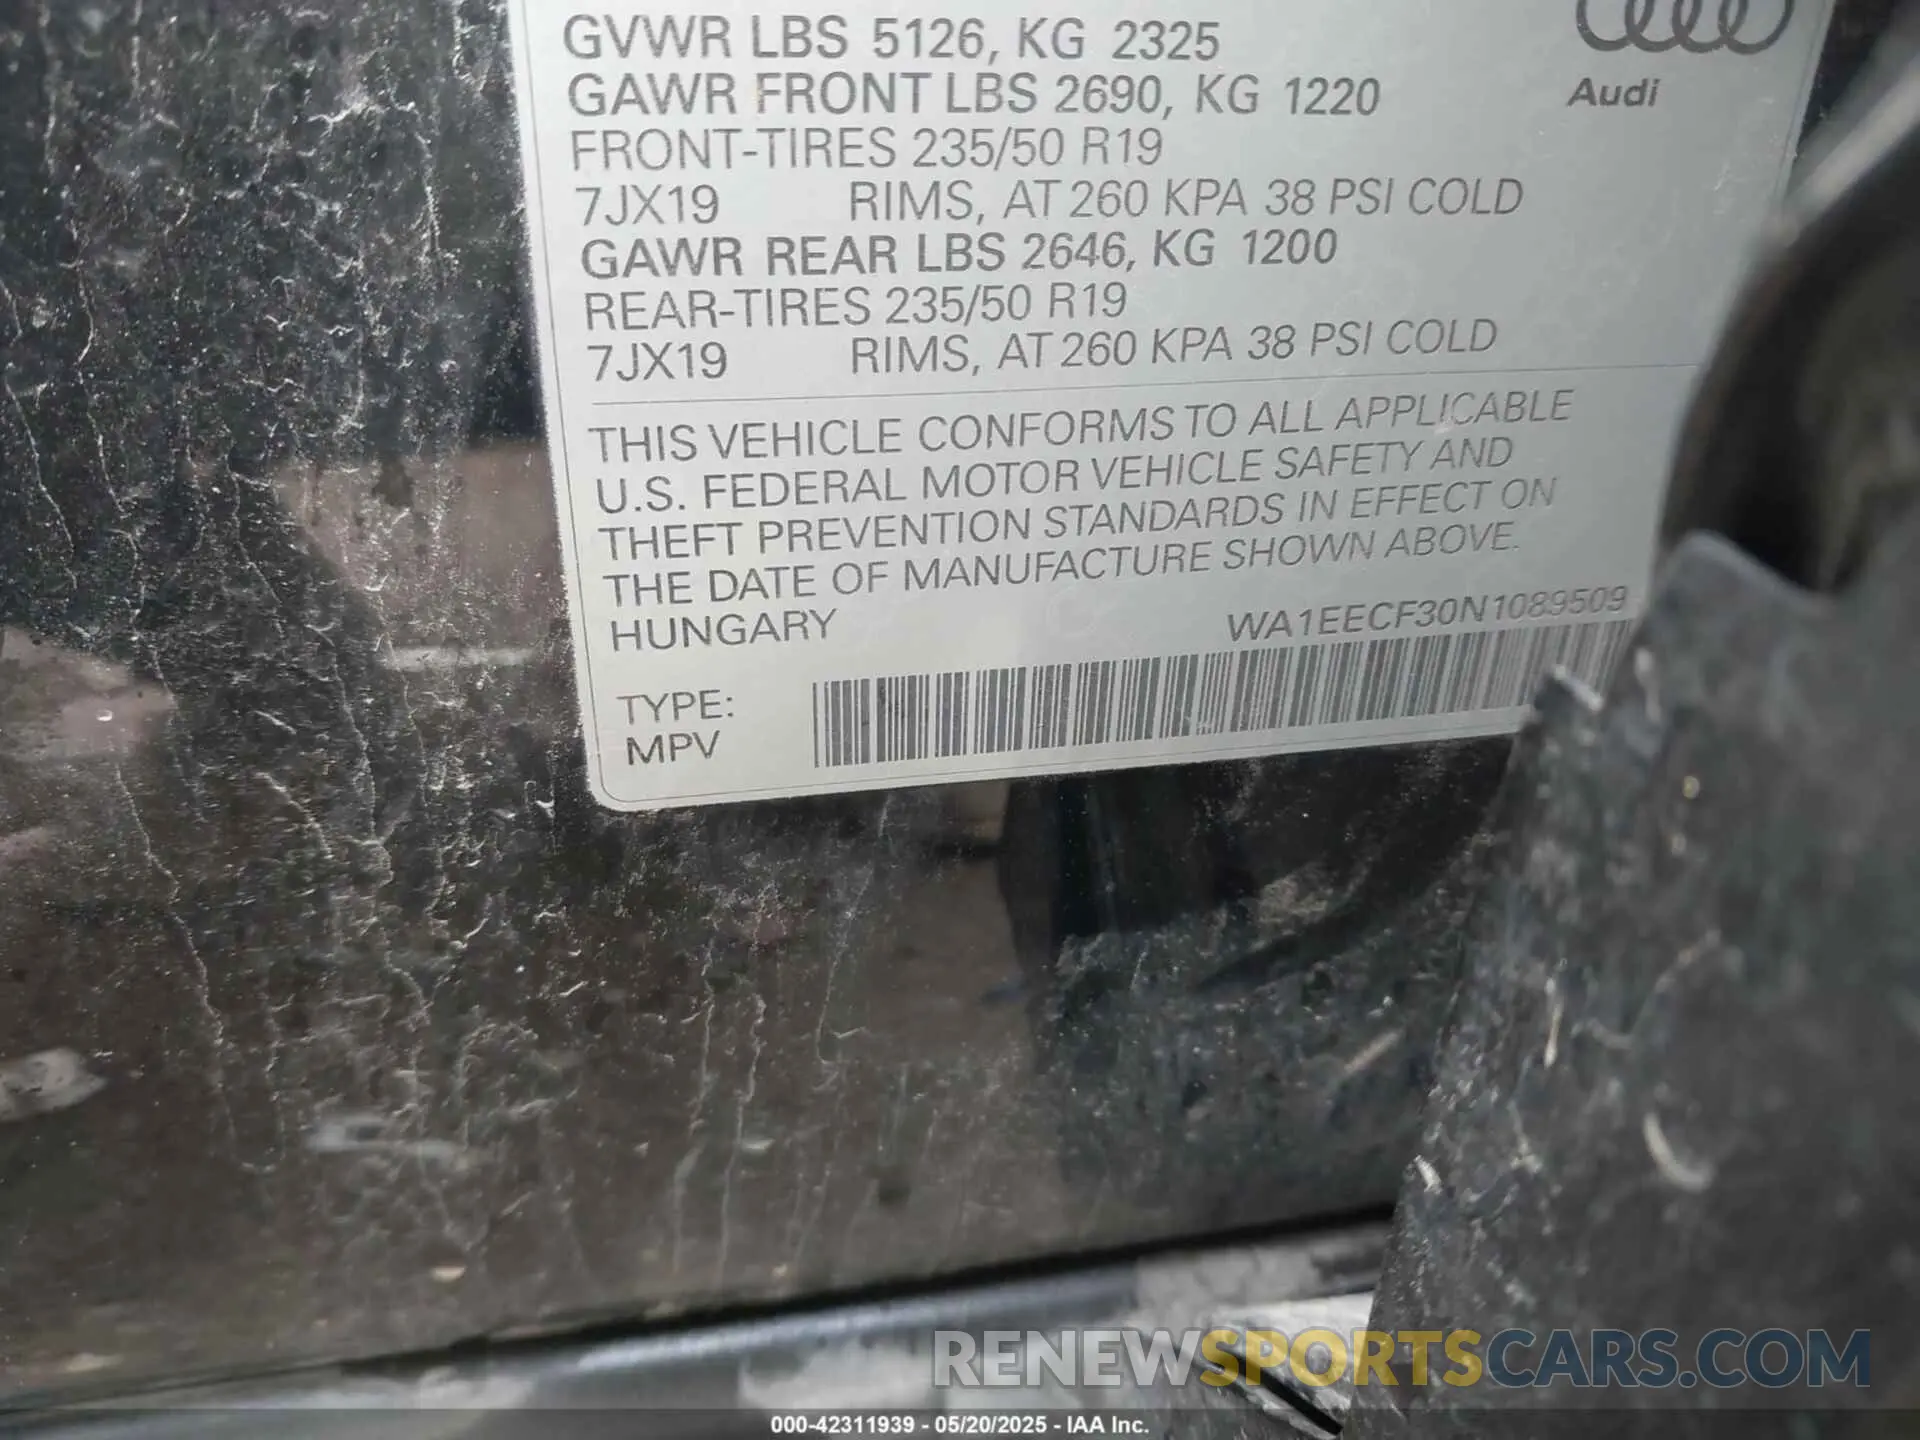 GVWR LBS 5126, KG 2325
Audi
GAWR FRONT LBS 2690, KG 1220
FRONT-TIRES 235/50 R19
7JX19 RIMS, AT 260 KPA 38 PSI COLD
GAWR REAR LBS 2646, KG 1200
REAR-TIRES 235/50 R19
7JX19 RIMS, AT 260 KPA 38 PSI COLD
THIS VEHICLE CONFORMS TO ALL APPLICABLE
U.S. FEDERAL MOTOR VEHICLE SAFETY AND
THEFT PREVENTION STANDARDS IN EFFECT ON
THE DATE OF MANUFACTURE SHOWN ABOVE.
HUNGARY WA1EECF30N1089509
TYPE:
MPV
RENEWSPORTSCARS.COM
000-42311939 - 05/20/2025 - IAA Inc.